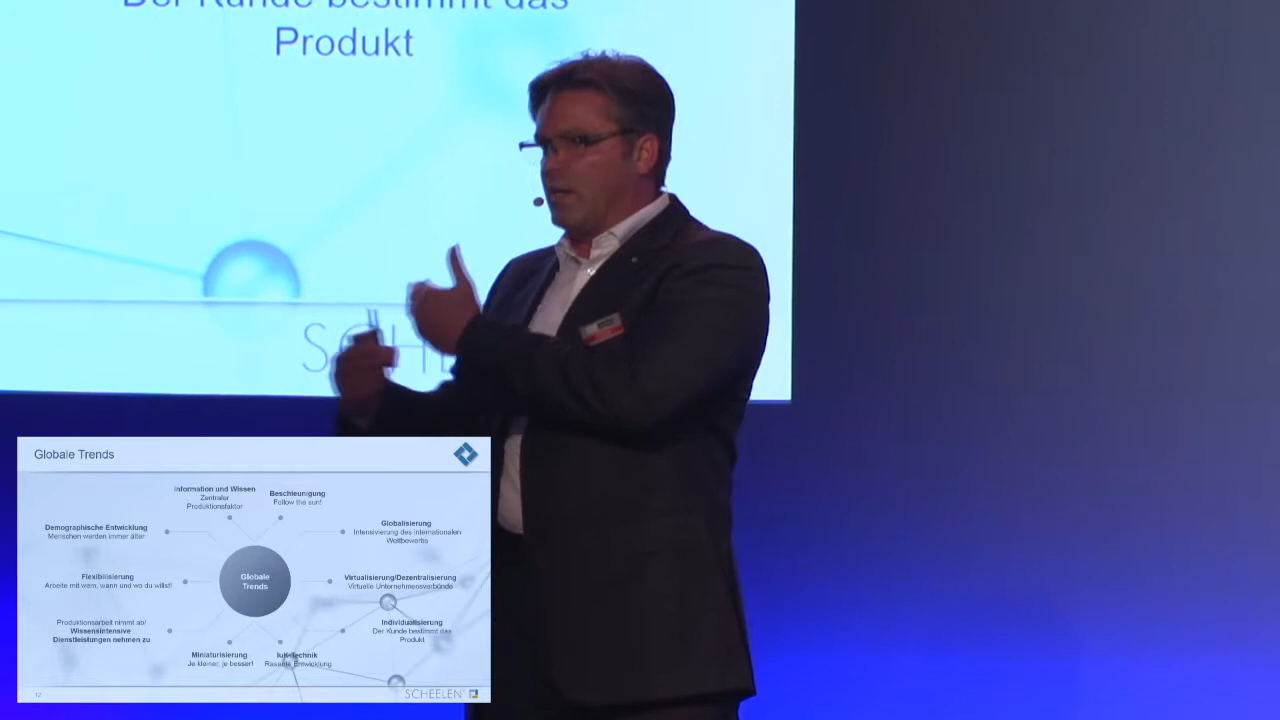 Der Kunde bestimmt das
Produkt
Globale Trends
Information und Wissen
Zentraler
Produktionsfaktor
Beschleunigung
Follow the sun!
Demographische Entwicklung
Menschen werden immer älter
Globalisierung
Intensivierung des internationalen
Wettbewerbs
Flexibilisierung
Arbeite mit wem, wann und wo du willst!
Globale
Trends
Virtualisierung/Dezentralisierung
Virtuelle Unternehmensverbünde
Produktionsarbeit nimmt ab/
Wissensintensive
Dienstleistungen nehmen zu
Individualisierung
Der Kunde bestimmt das
Produkt
Miniaturisierung
Je kleiner, je besser!
IuK-Technik
Rasante Entwicklung
12
SCHEELEN